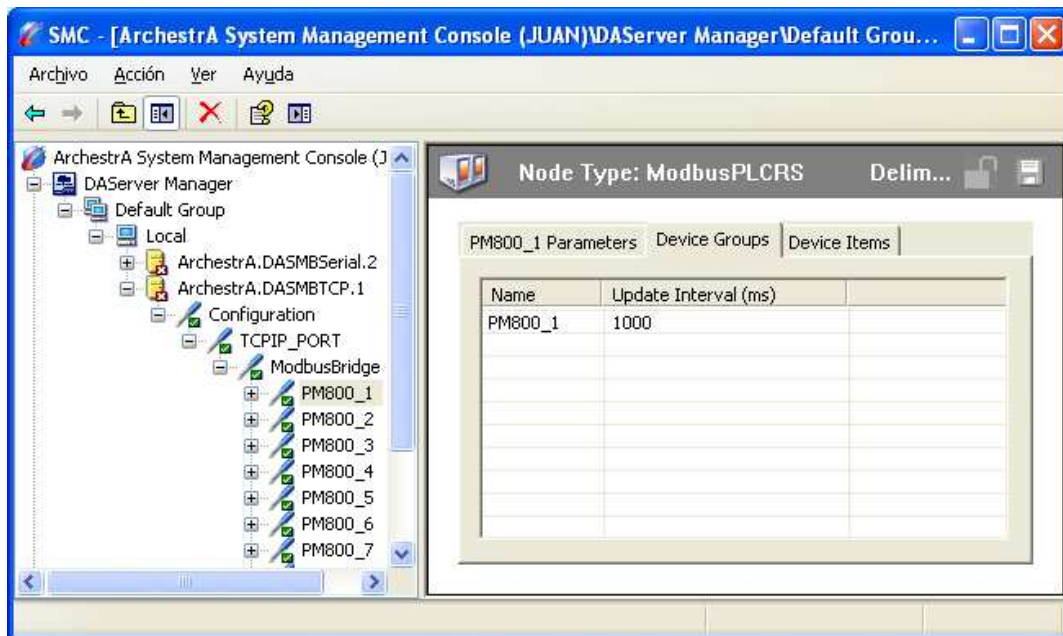 SMC - [ArchestrA System Management Console (JUAN)\DAServer Manager\Default Grou...
Archivo Acción Ver Ayuda
ArchestrA System Management Console (J
DAServer Manager
Default Group
Local
ArchestrA.DASMBSerial.2
ArchestrA.DASMBTCP.1
Configuration
TCPIP_PORT
ModbusBridge
PM800_1
PM800_2
PM800_3
PM800_4
PM800_5
PM800_6
PM800_7
Node Type: ModbusPLCRS Delim...
PM800_1 Parameters Device Groups Device Items
Name Update Interval (ms)
PM800_1 1000